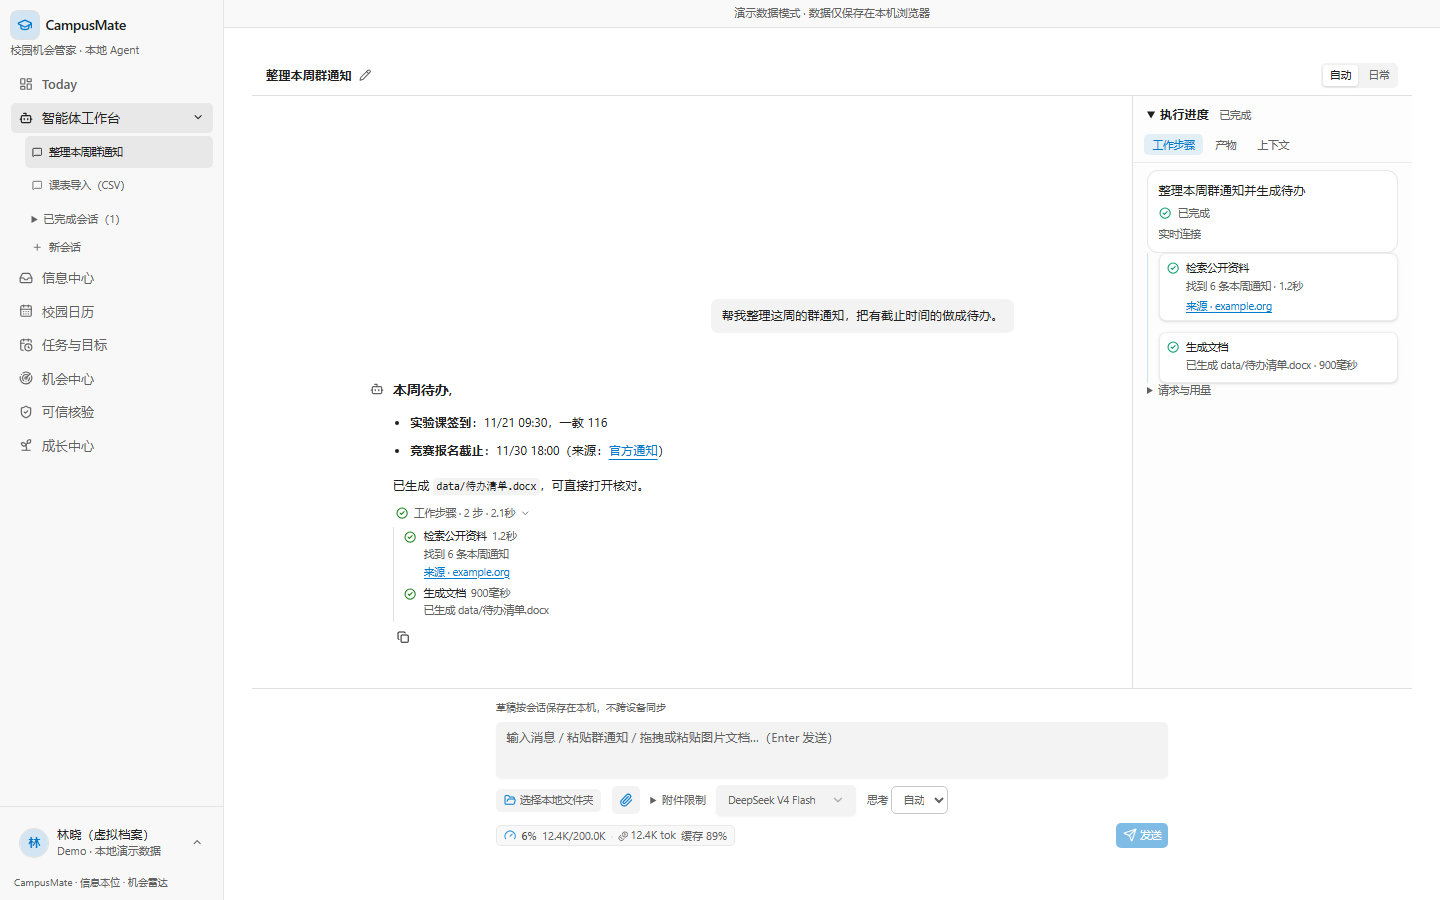 CampusMate
校园机会管家 · 本地 Agent
Today
智能体工作台
整理本周群通知
课表导入（CSV）
已完成会话（1）
新会话
信息中心
校园日历
任务与目标
机会中心
可信核验
成长中心
林
林晓（虚拟档案）
Demo · 本地演示数据
CampusMate · 信息本位 · 机会雷达
演示数据模式 · 数据仅保存在本机浏览器
整理本周群通知
自动 日常
帮我整理这周的群通知，把有截止时间的做成待办。
本周待办,
• 实验课签到：11/21 09:30，一教 116
• 竞赛报名截止：11/30 18:00（来源：官方通知）
已生成 data/待办清单.docx，可直接打开核对。
工作步骤 · 2 步 · 2.1秒
检索公开资料 1.2秒
找到 6 条本周通知
来源 · example.org
生成文档 900毫秒
已生成 data/待办清单.docx
执行进度 已完成
工作步骤 产物 上下文
整理本周群通知并生成待办
已完成
实时连接
检索公开资料
找到 6 条本周通知 · 1.2秒
来源 · example.org
生成文档
已生成 data/待办清单.docx · 900毫秒
请求与用量
草稿按会话保存在本机，不跨设备同步
输入消息 / 粘贴群通知 / 拖拽或粘贴图片文档...（Enter 发送）
选择本地文件夹 附件限制 DeepSeek V4 Flash 思考 自动
6% 12.4K/200.0K · 12.4K tok 缓存 89%
发送